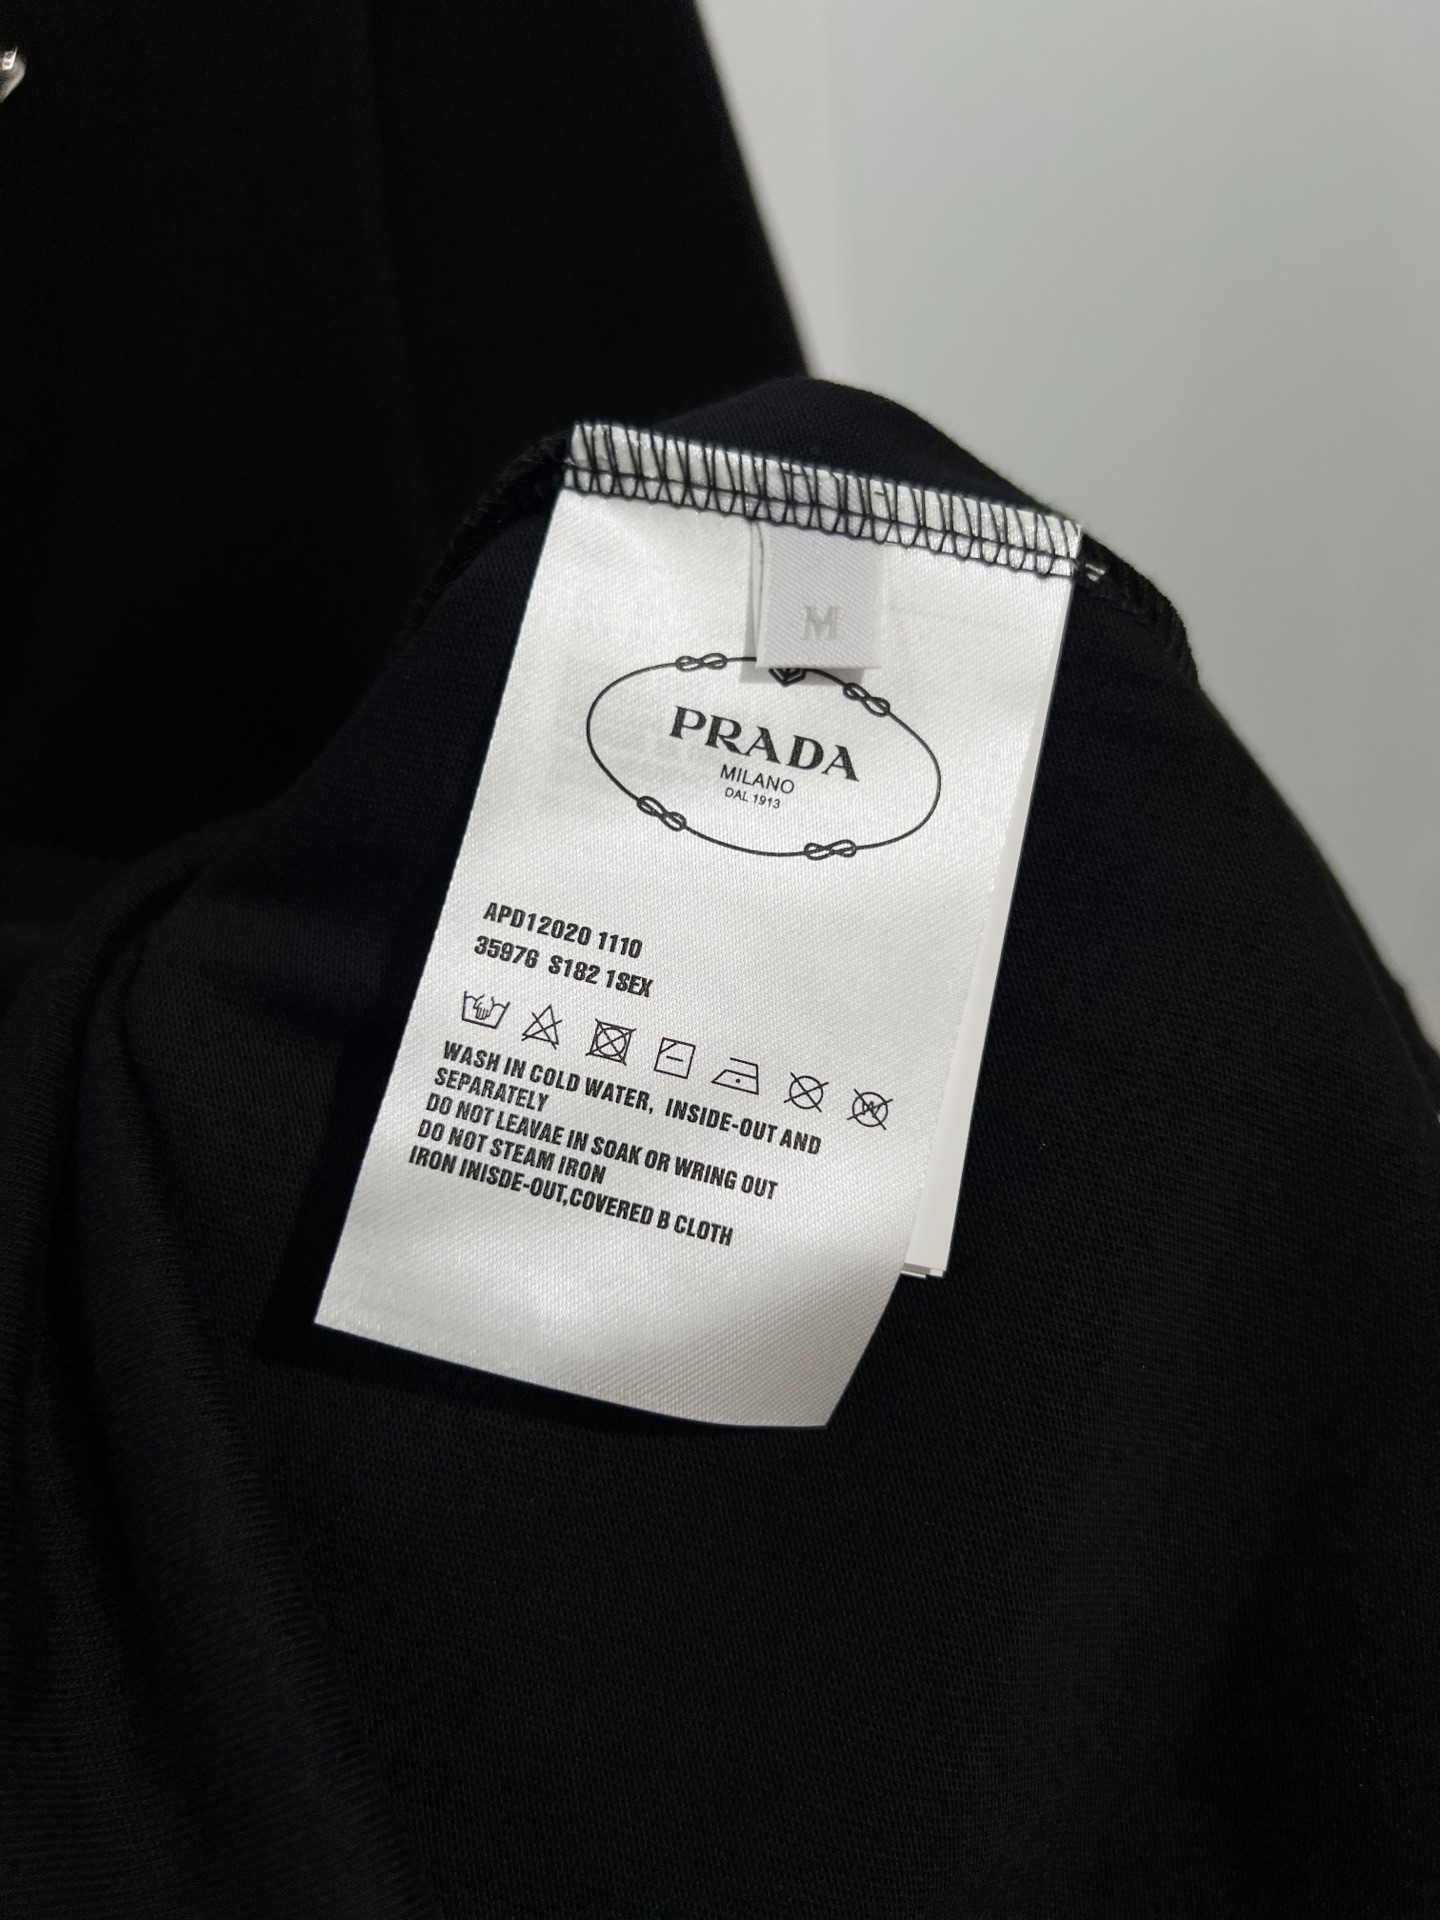 M
PRADA
MILANO
DAL 1913
APD12020 1110
35976 S182 1SEX
W
WASH IN COLD WATER, INSIDE-OUT AND
SEPARATELY
DO NOT LEAVAE IN SOAK OR WRING OUT
DO NOT STEAM IRON
IRON INISDE-OUT,COVERED B CLOTH